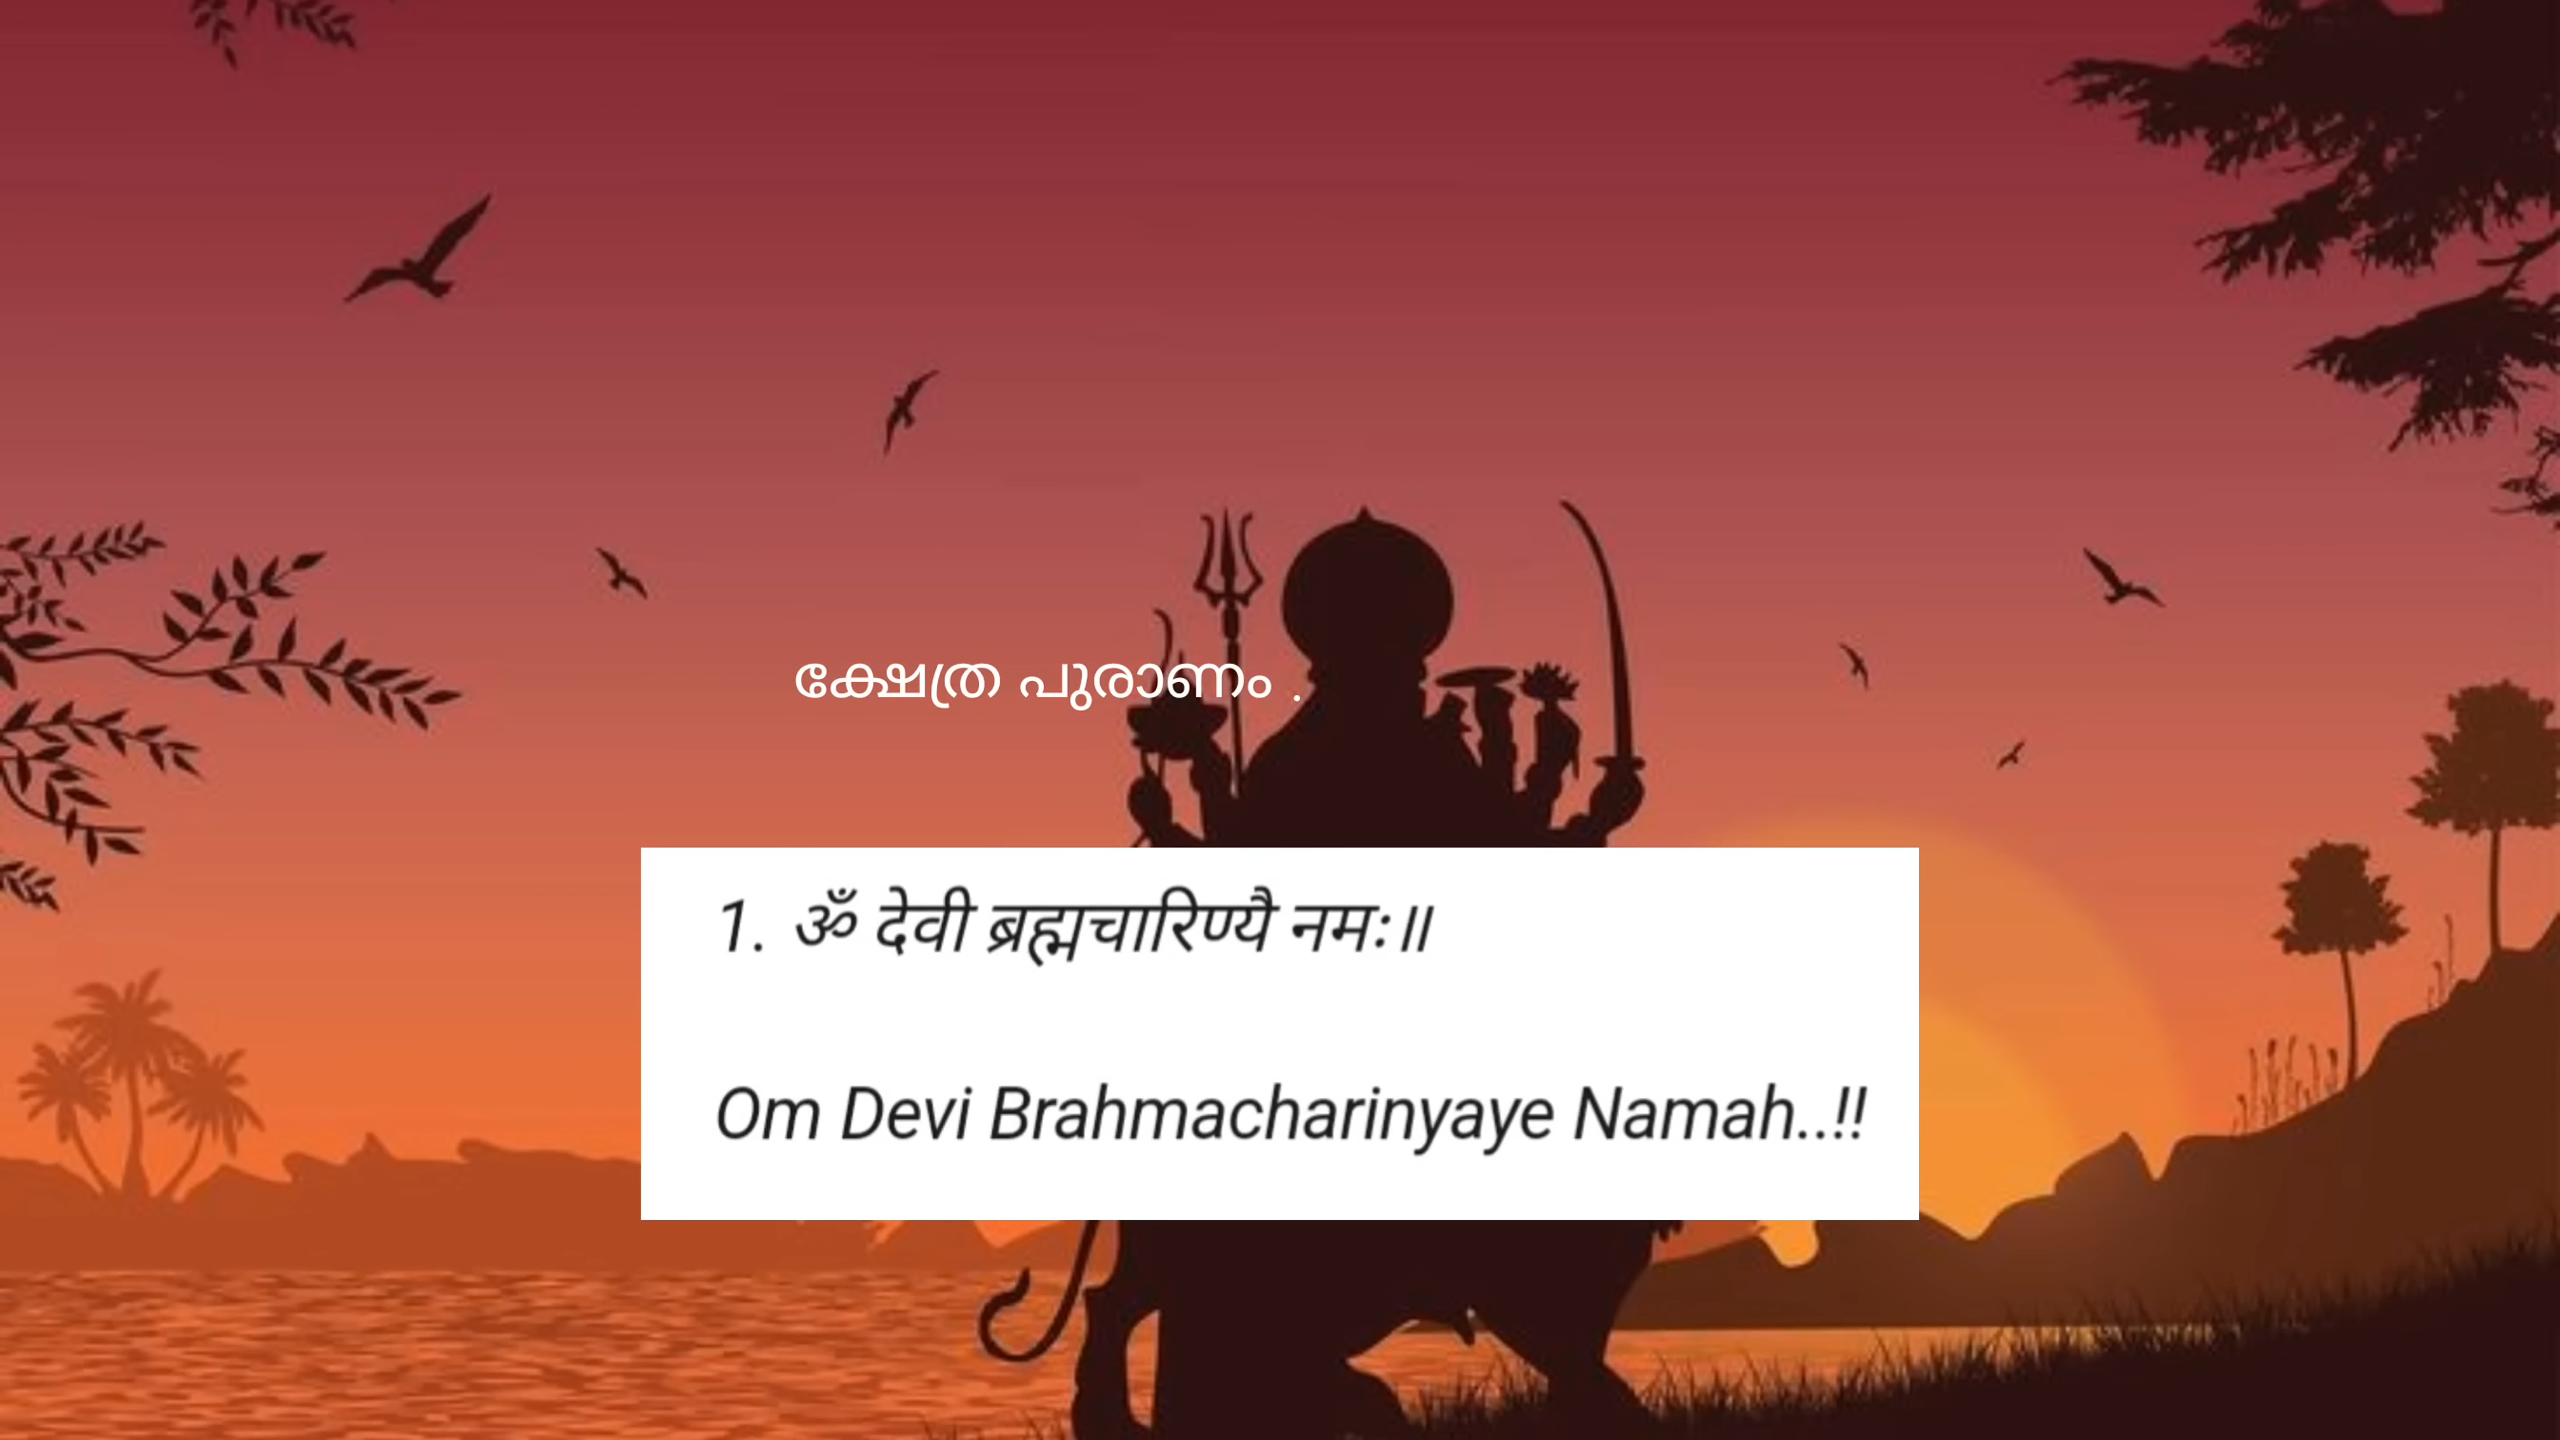 ക്ഷേത്ര പുരാണം .
1. ॐ देवी ब्रह्मचारिण्यै नमः॥
Om Devi Brahmacharinyaye Namah..!!